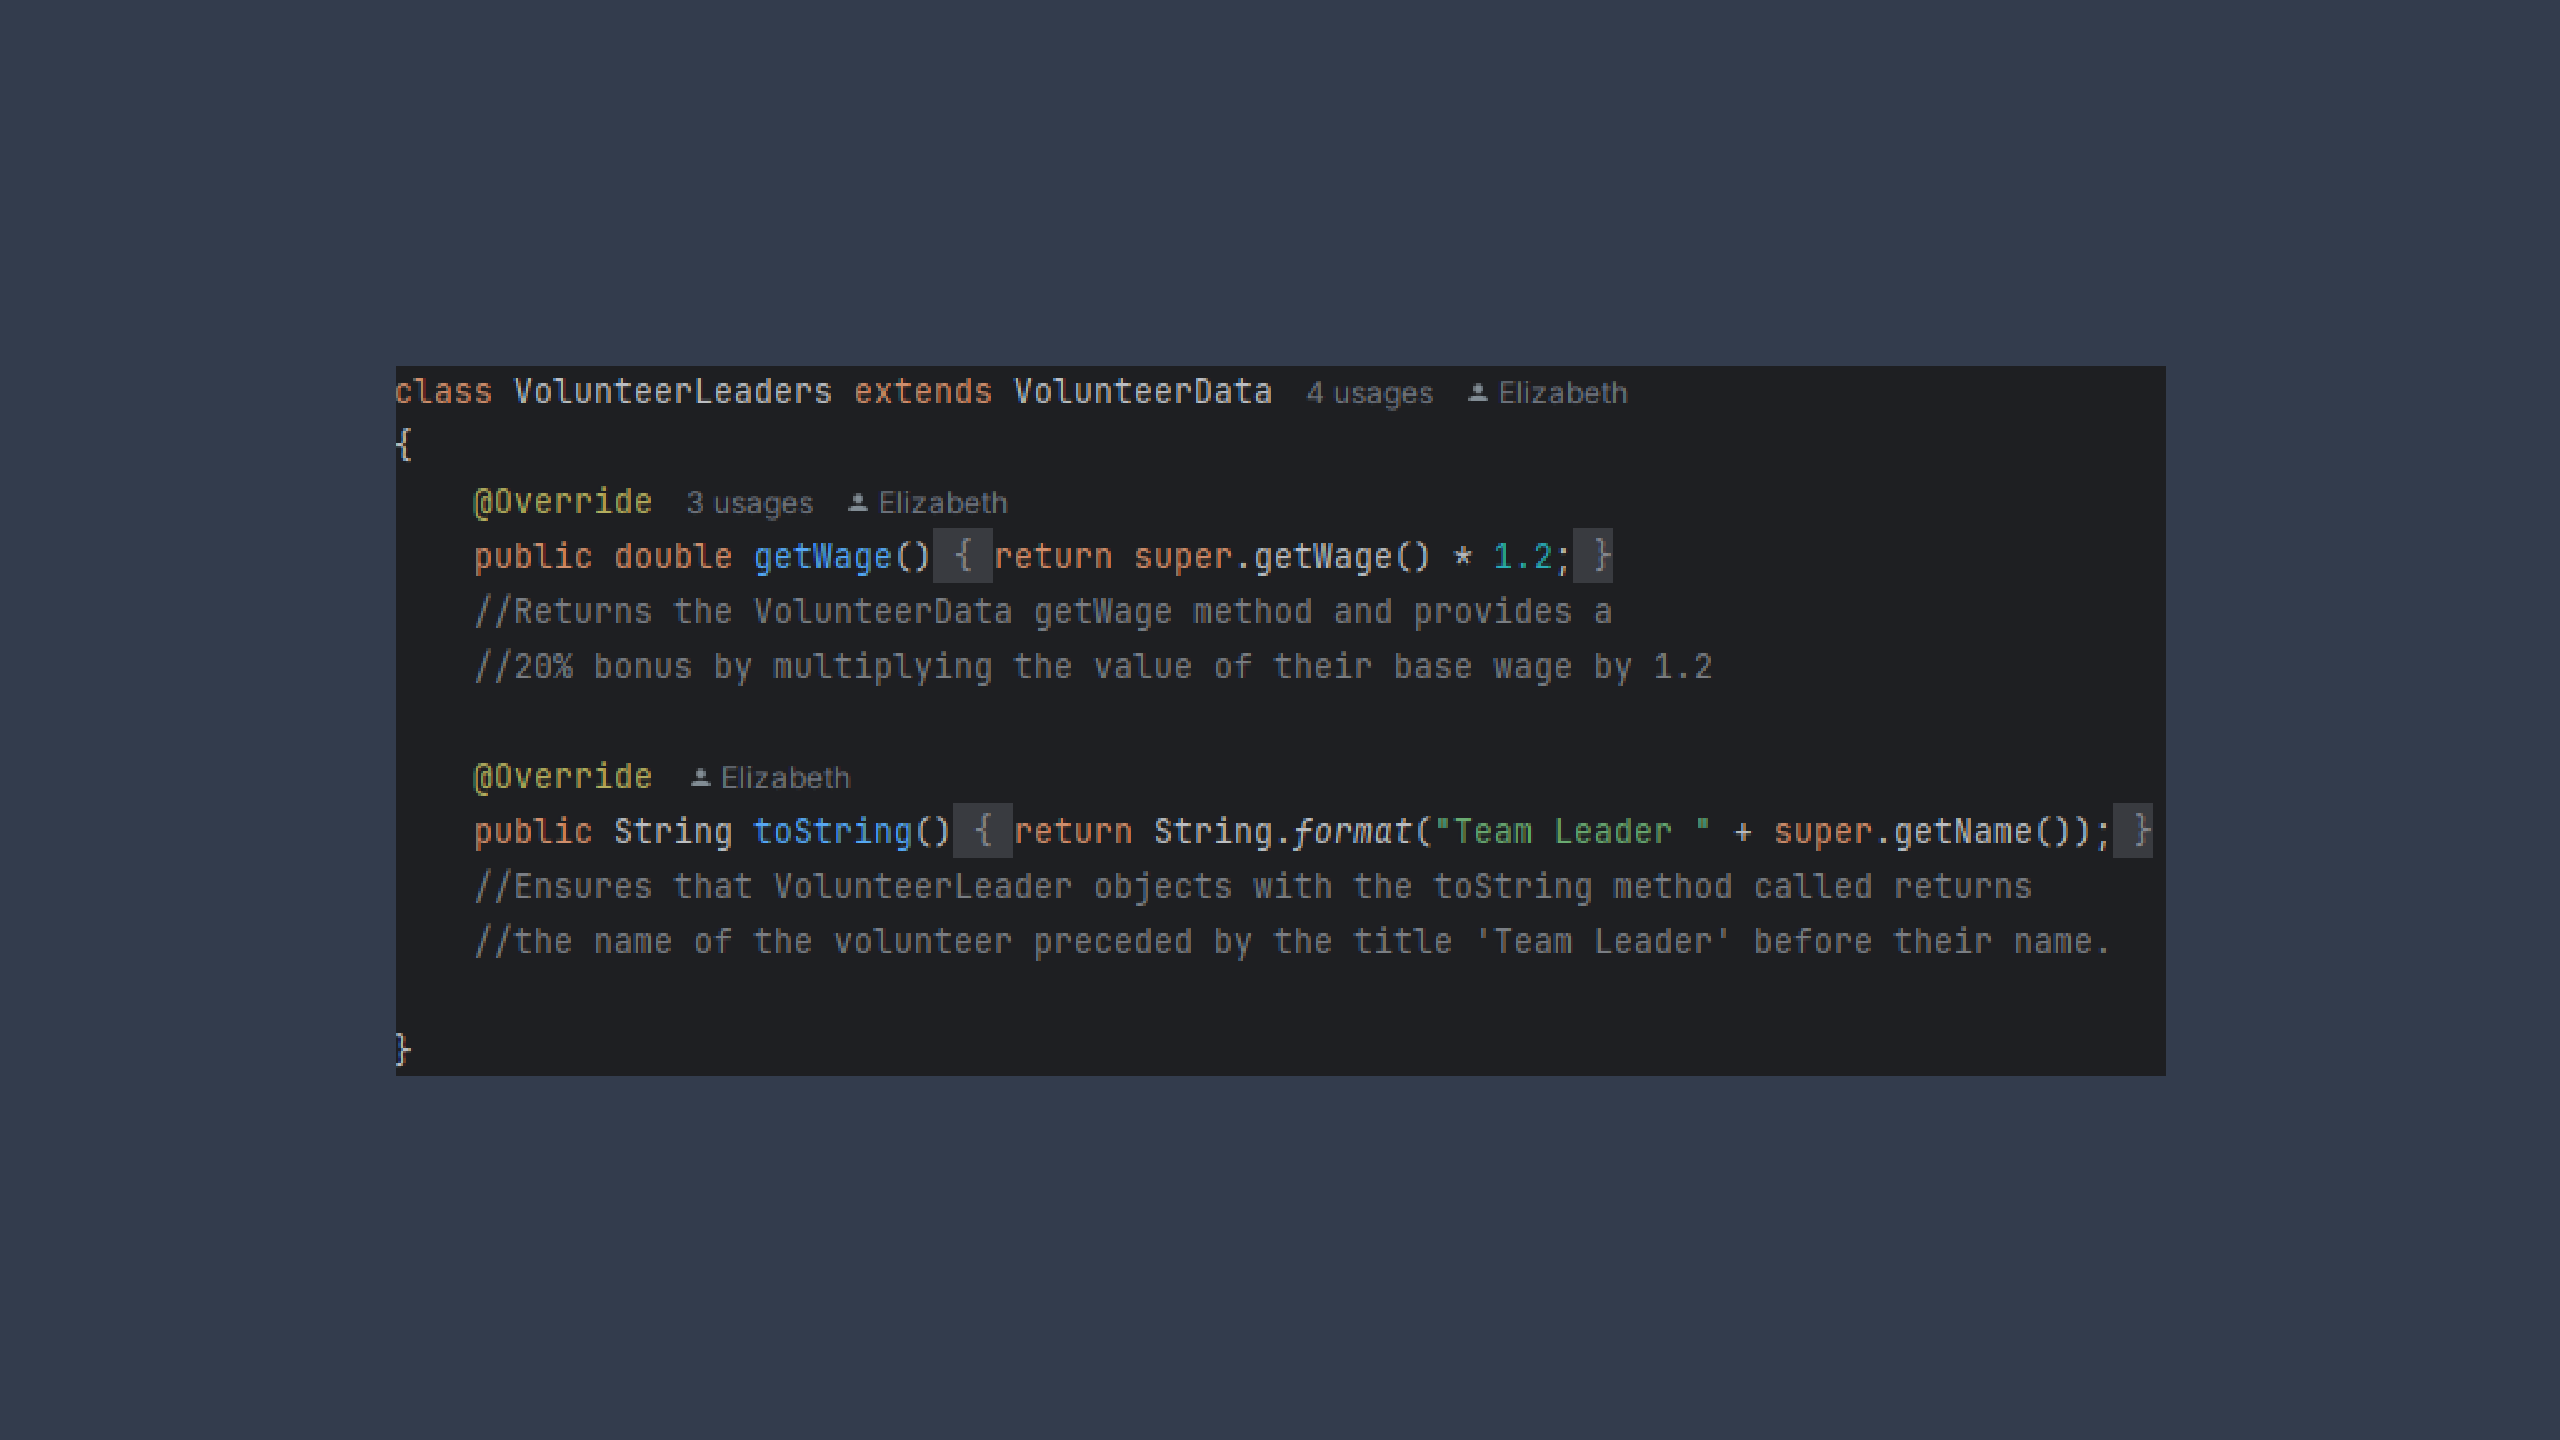 class VolunteerLeaders extends VolunteerData 4 usages Elizabeth
{
@Override 3 usages Elizabeth
public double getWage() { return super.getWage() * 1.2; }
//Returns the VolunteerData getWage method and provides a
//20% bonus by multiplying the value of their base wage by 1.2
@Override Elizabeth
public String toString() { return String.format("Team Leader " + super.getName()); }
//Ensures that VolunteerLeader objects with the toString method called returns
//the name of the volunteer preceded by the title 'Team Leader' before their name.
}